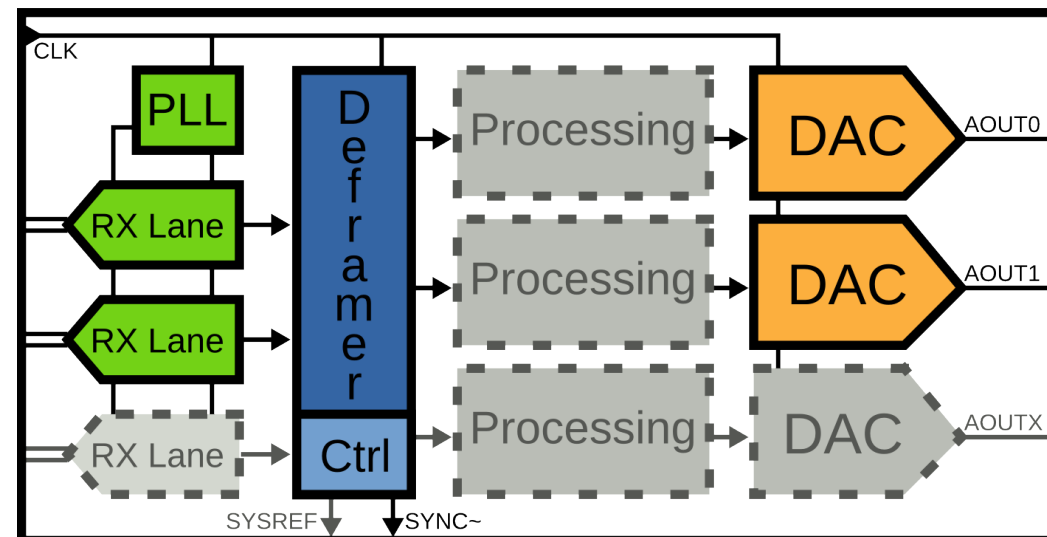 CLK
PLL
Deframer
Processing
DAC
AOUT0
RX Lane
Processing
DAC
AOUT1
RX Lane
Processing
DAC
AOUTX
RX Lane
Ctrl
SYSREF
SYNC~